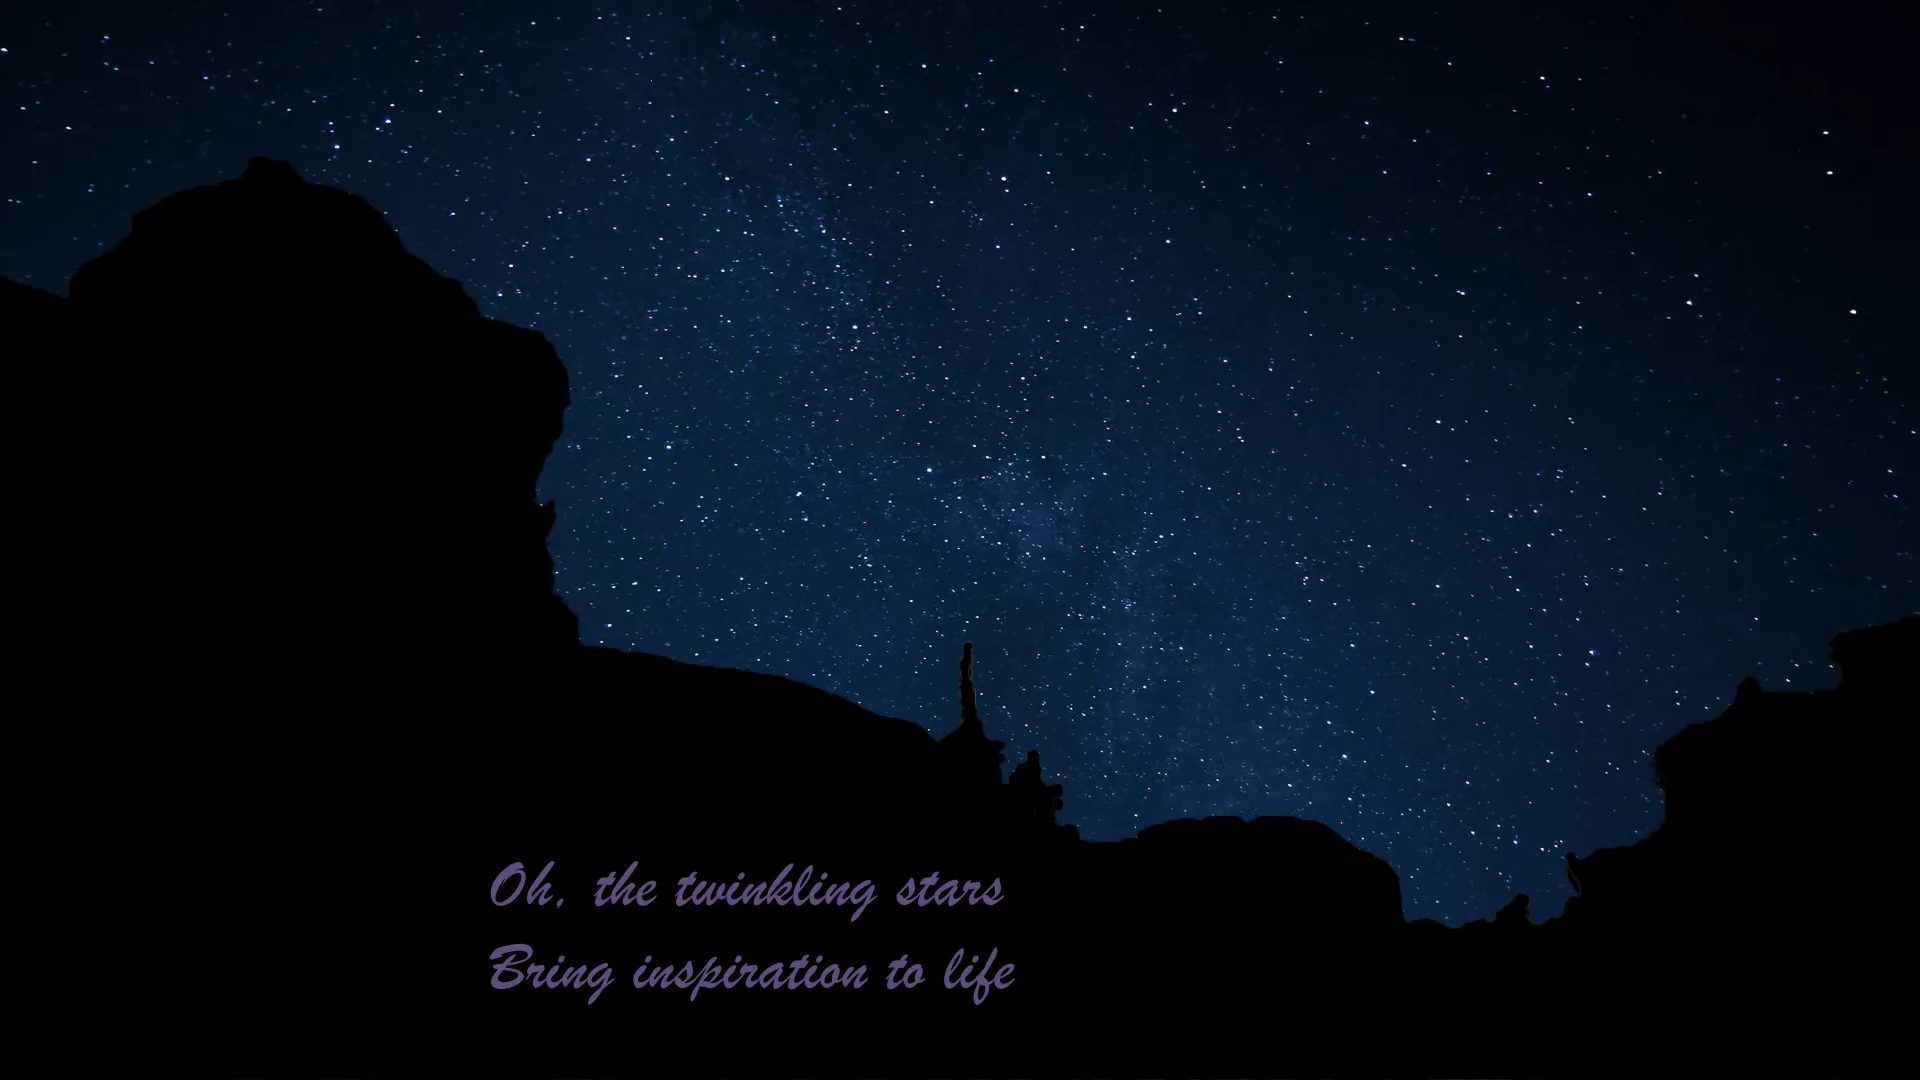 Oh, the twinkling stars
Bring inspiration to life